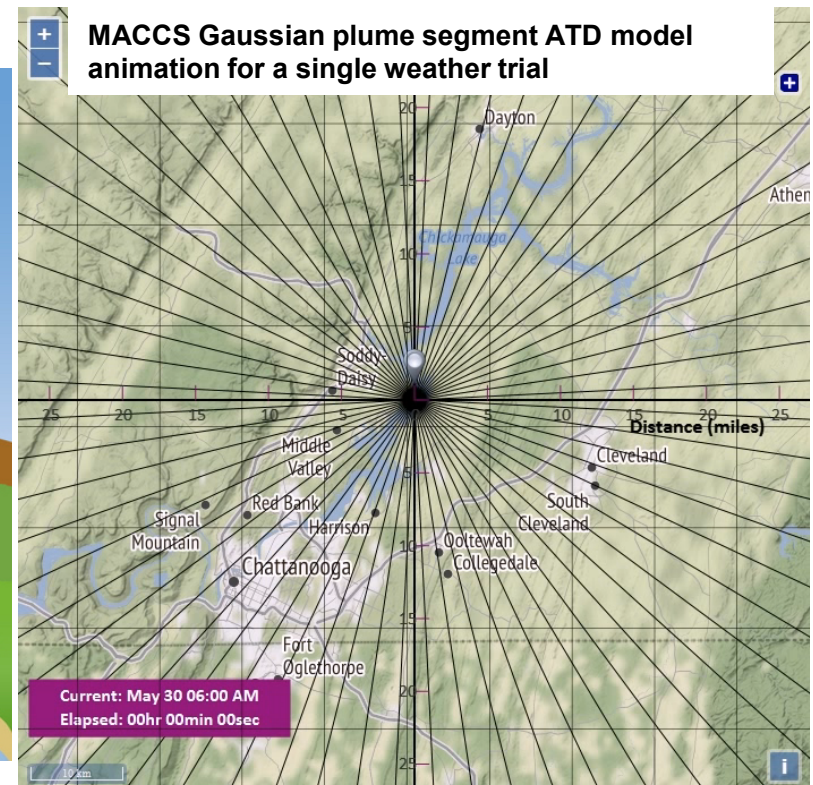 MACCS Gaussian plume segment ATD model
animation for a single weather trial
+
−
+
20
Dayton
15
Athen
10
Chickamauga
Lake
5
Soddy-
Daisy
25
20
15
10
5
0
5
10
15
20
25
Distance (miles)
Middle
Valley
Cleveland
5
Red Bank
South
Cleveland
Signal
Mountain
Harrison
Ooltewah
10
Collegedale
Chattanooga
15
Fort
Oglethorpe
20
Current: May 30 06:00 AM
Elapsed: 00hr 00min 00sec
25
10 km
i